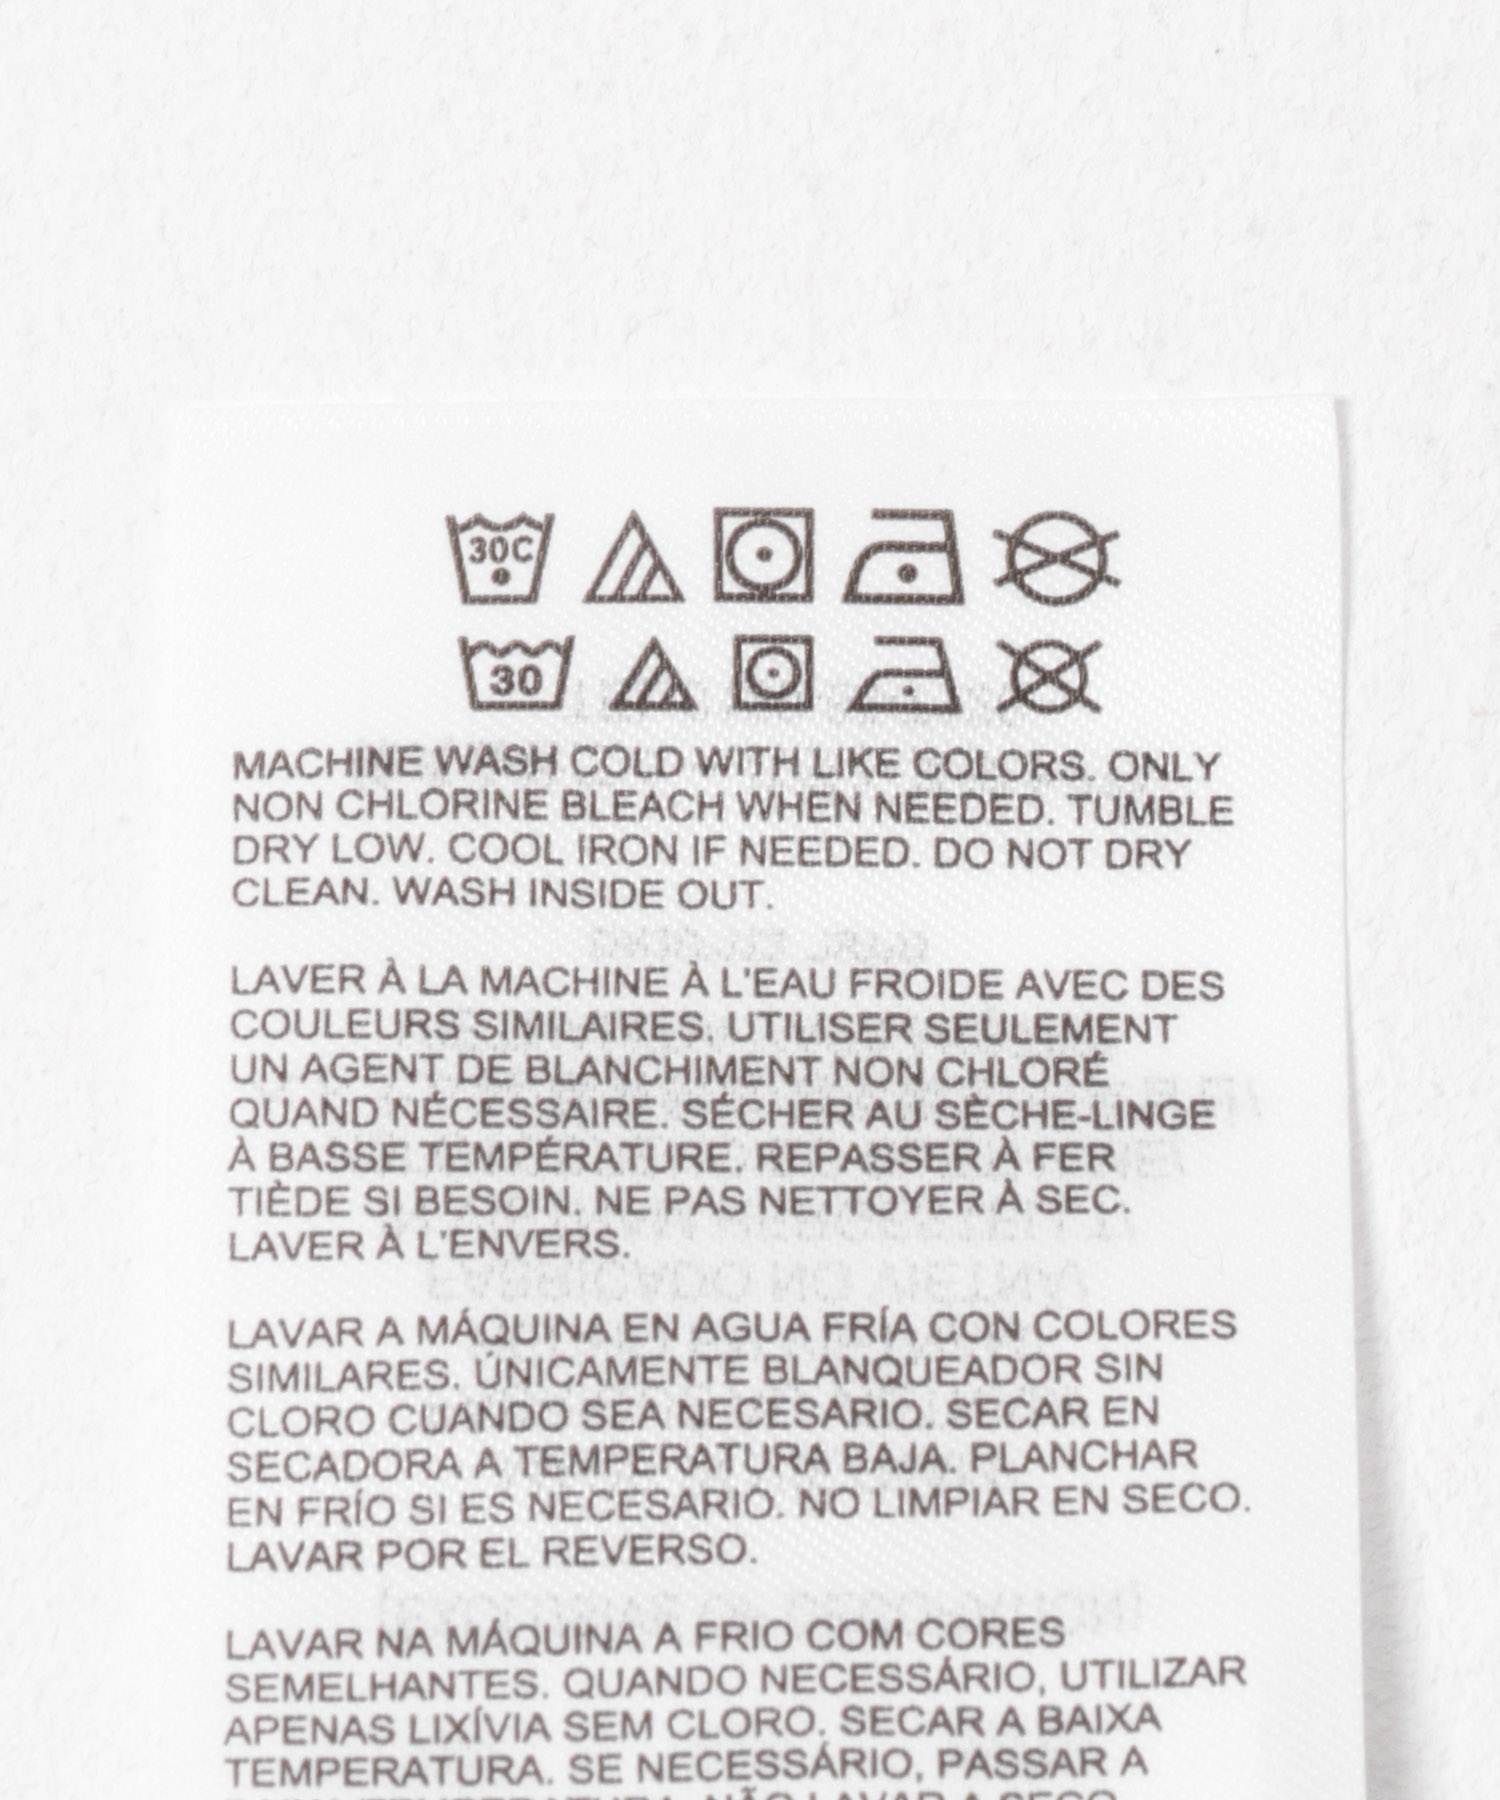 30C
30
MACHINE WASH COLD WITH LIKE COLORS. ONLY
NON CHLORINE BLEACH WHEN NEEDED. TUMBLE
DRY LOW. COOL IRON IF NEEDED. DO NOT DRY
CLEAN. WASH INSIDE OUT.
LAVER À LA MACHINE À L'EAU FROIDE AVEC DES
COULEURS SIMILAIRES. UTILISER SEULEMENT
UN AGENT DE BLANCHIMENT NON CHLORÉ
QUAND NÉCESSAIRE. SÉCHER AU SÈCHE-LINGE
À BASSE TEMPÉRATURE. REPASSER À FER
TIÈDE SI BESOIN. NE PAS NETTOYER À SEC.
LAVER À L'ENVERS.
LAVAR A MÁQUINA EN AGUA FRÍA CON COLORES
SIMILARES. ÚNICAMENTE BLANQUEADOR SIN
CLORO CUANDO SEA NECESARIO. SECAR EN
SECADORA A TEMPERATURA BAJA. PLANCHAR
EN FRÍO SI ES NECESARIO. NO LIMPIAR EN SECO.
LAVAR POR EL REVERSO.
LAVAR NA MÁQUINA A FRIO COM CORES
SEMELHANTES. QUANDO NECESSÁRIO, UTILIZAR
APENAS LIXÍVIA SEM CLORO. SECAR A BAIXA
TEMPERATURA. SE NECESSÁRIO, PASSAR A
NÃO LAVAR A SECO